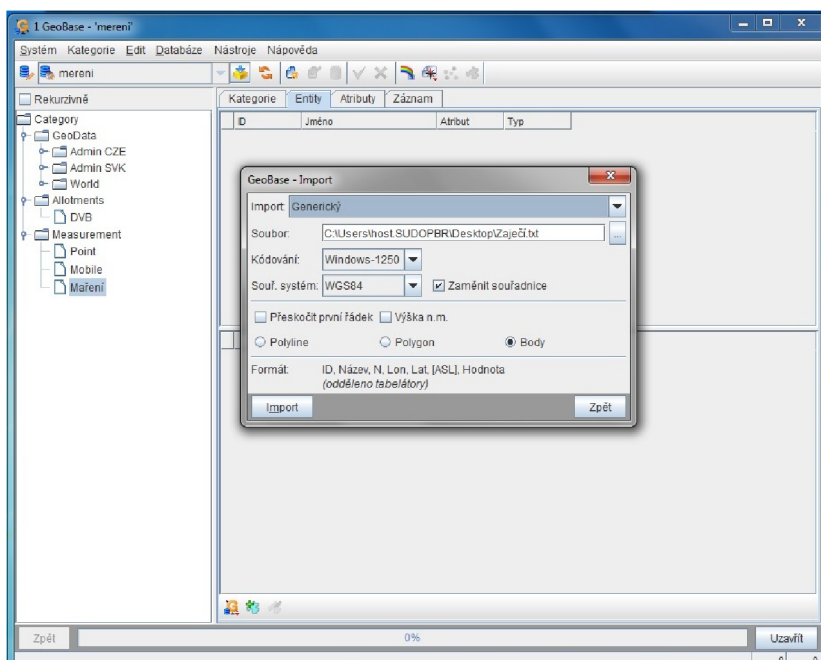 1 GeoBase - 'mereni'
Systém Kategorie Edit Databáze Nástroje Nápověda
mereni
Rekurzivně
Kategorie Entity Atributy Záznam
ID Jméno Atribut Typ
Category
GeoData
Admin CZE
Admin SVK
World
Allotments
DVB
Measurement
Point
Mobile
Maření
GeoBase - Import
Import Generický
Soubor: C:\Users\host.SUDOPBR\Desktop\Zaječí.txt ...
Kódování: Windows-1250
Souř. systém: WGS84 Zaměnit souřadnice
Přeskočit první řádek Výška n.m.
Polyline Polygon Body
Formát: ID, Název, N, Lon, Lat, [ASL], Hodnota
(odděleno tabelátory)
Import Zpět
Zpět 0% Uzavřít